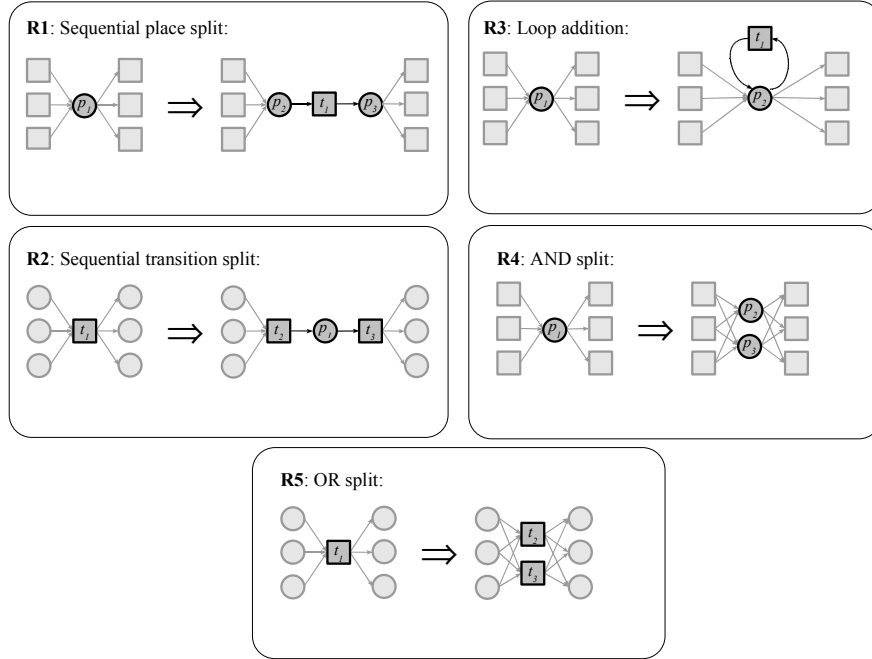 R1: Sequential place split:
p1 ⇒ p2 t1 p3
R3: Loop addition:
t1
p1 ⇒ p2
R2: Sequential transition split:
t1 ⇒ t2 p1 t3
R4: AND split:
p1 ⇒ p2
p3
R5: OR split:
t1 ⇒ t2
t3